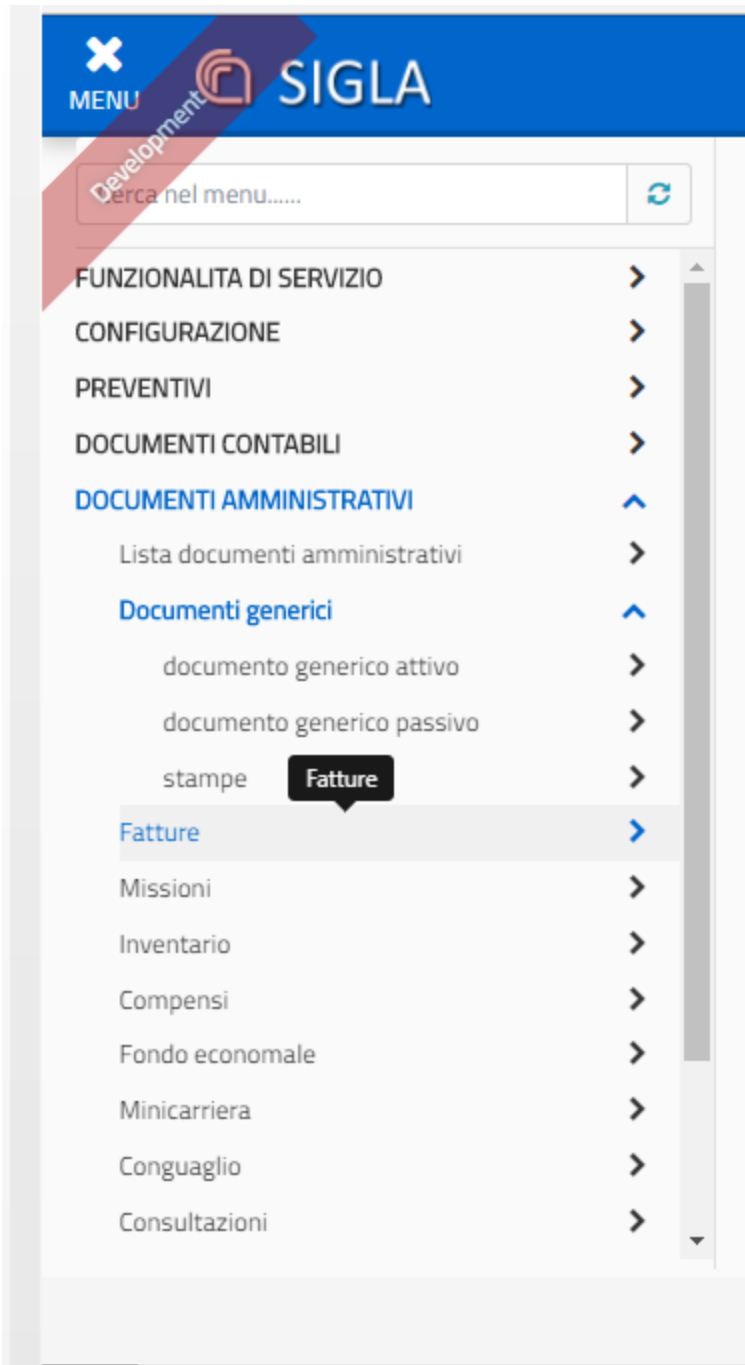 MENU
SIGLA
Development
Cerca nel menu......
FUNZIONALITA DI SERVIZIO
CONFIGURAZIONE
PREVENTIVI
DOCUMENTI CONTABILI
DOCUMENTI AMMINISTRATIVI
Lista documenti amministrativi
Documenti generici
documento generico attivo
documento generico passivo
stampe
Fatture
Fatture
Missioni
Inventario
Compensi
Fondo economale
Minicarriera
Conguaglio
Consultazioni